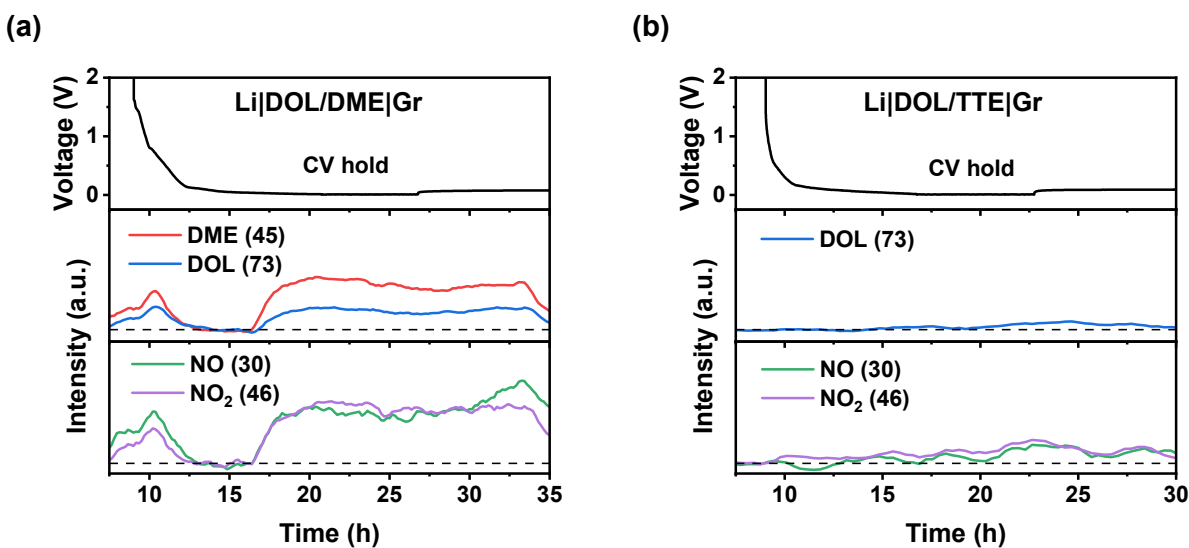 (a)
Voltage (V)
2
1
0
Li|DOL/DME|Gr
CV hold
Intensity (a.u.)
DME (45)
DOL (73)
NO (30)
NO₂ (46)
10 15 20 25 30 35
Time (h)
(b)
Voltage (V)
2
1
0
Li|DOL/TTE|Gr
CV hold
Intensity (a.u.)
DOL (73)
NO (30)
NO₂ (46)
10 15 20 25 30
Time (h)